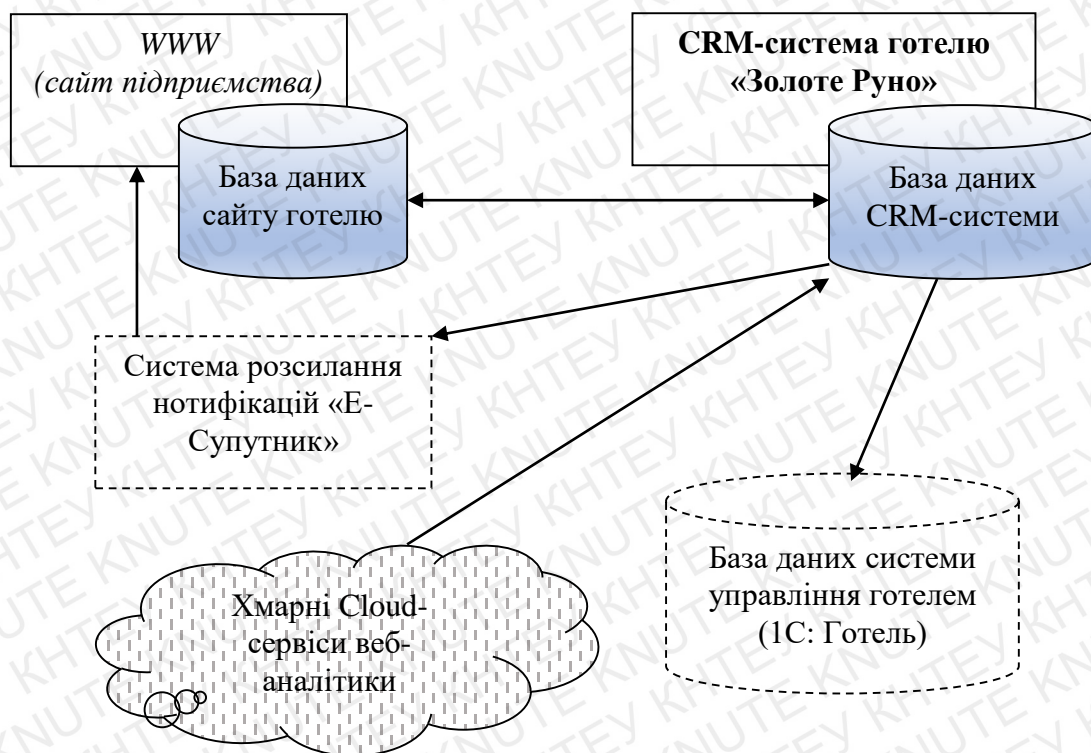 WWW
(сайт підприємства)
База даних
сайту готелю
CRM-система готелю
«Золоте Руно»
База даних
CRM-системи
Система розсилання
нотифікацій «Е-
Супутник»
Хмарні Cloud-
сервіси веб-
аналітики
База даних системи
управління готелем
(1С: Готель)